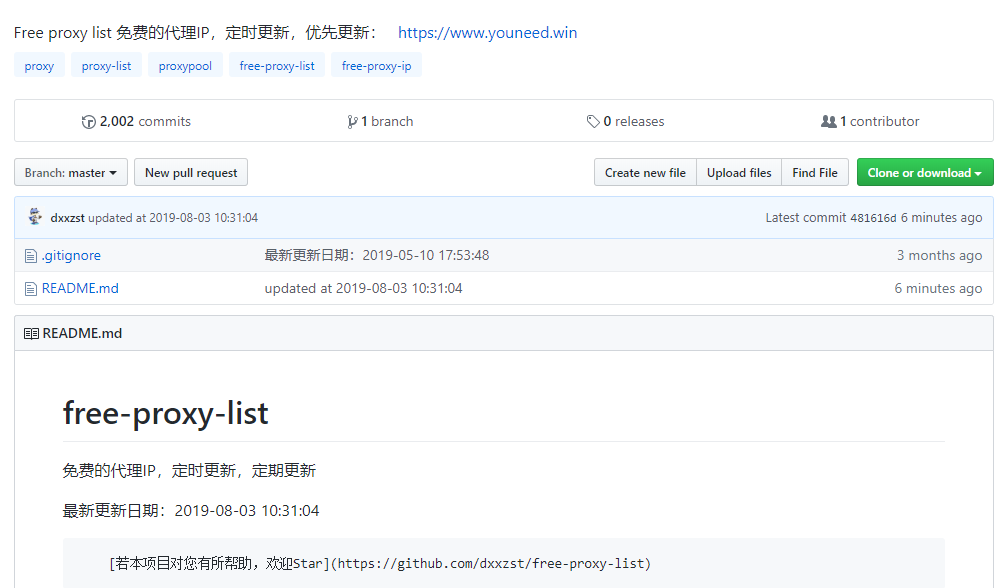 Free proxy list 免费的代理IP，定时更新，优先更新： https://www.youneed.win
proxy proxy-list proxypool free-proxy-list free-proxy-ip
2,002 commits 1 branch 0 releases 1 contributor
Branch: master New pull request Create new file Upload files Find File Clone or download
dxxzst updated at 2019-08-03 10:31:04 Latest commit 481616d 6 minutes ago
.gitignore 最新更新日期：2019-05-10 17:53:48 3 months ago
README.md updated at 2019-08-03 10:31:04 6 minutes ago
README.md
free-proxy-list
免费的代理IP，定时更新，定期更新
最新更新日期：2019-08-03 10:31:04
[若本项目对您有所帮助，欢迎Star](https://github.com/dxxzst/free-proxy-list)